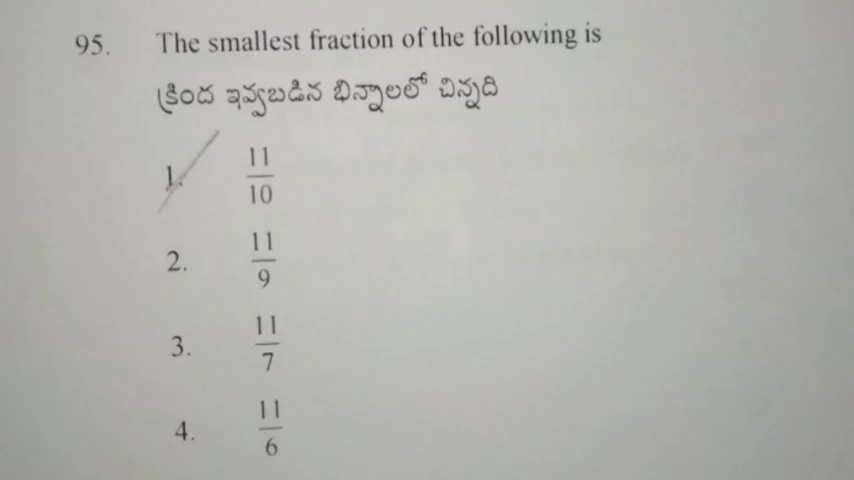 95. The smallest fraction of the following is
క్రింద ఇవ్వబడిన భిన్నాలలో చిన్నది
1. 11/10
2. 11/9
3. 11/7
4. 11/6